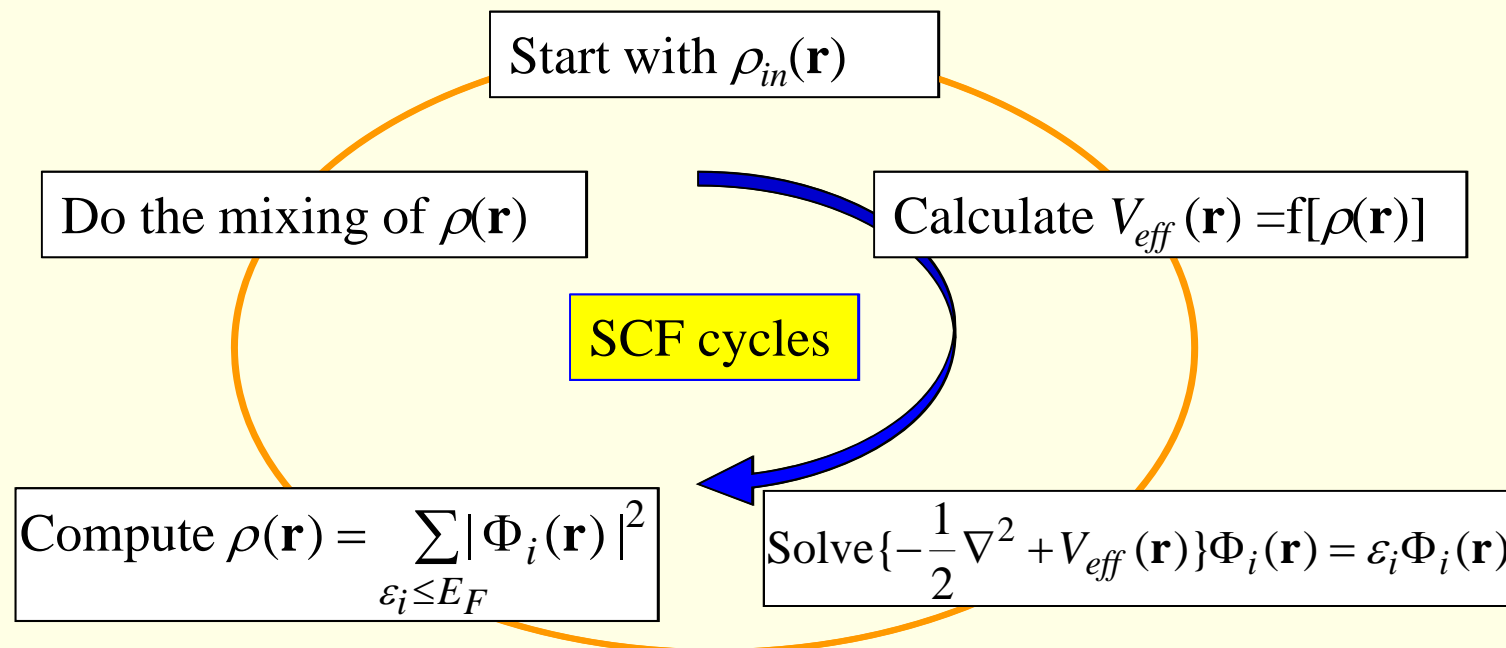 Start with ρ_in(r)
Do the mixing of ρ(r)
Calculate V_eff(r) =f[ρ(r)]
SCF cycles
Compute ρ(r) = ∑_{ε_i≤E_F} |Φ_i(r)|²
Solve{-1/2 ∇² + V_eff(r)}Φ_i(r) = ε_iΦ_i(r)